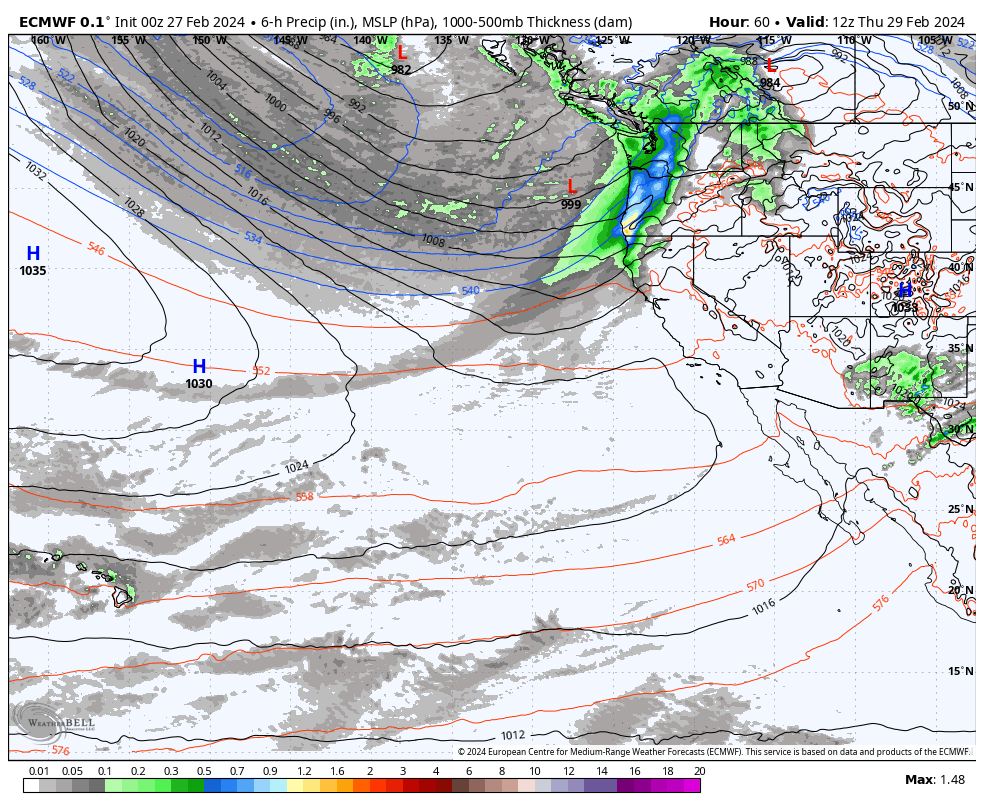 ECMWF 0.1° Init 00z 27 Feb 2024 • 6-h Precip (in.), MSLP (hPa), 1000-500mb Thickness (dam)
Hour: 60 • Valid: 12z Thu 29 Feb 2024
160°W 155°W 150°W 145°W 140°W 135°W 130°W 125°W 120°W 115°W 110°W 105°W
984
528
522
L
982
988
L
984
992
522
528
1004
1000
992
996
1008
50°N
1012
1020
1032
516
1016
L
999
45°N
1028
534
1008
H
1035
546
540
1024
40°N
H
1033
1020
35°N
H
1030
552
1020
1024
30°N
1024
558
25°N
564
570
576
1016
20°N
15°N
WEATHERBELL
1012
576
© 2024 European Centre for Medium-Range Weather Forecasts (ECMWF). This service is based on data and products of the ECMWF.
0.01 0.05 0.1 0.2 0.3 0.5 0.7 0.9 1.2 1.6 2 3 4 6 8 10 12 14 16 18 20
Max: 1.48